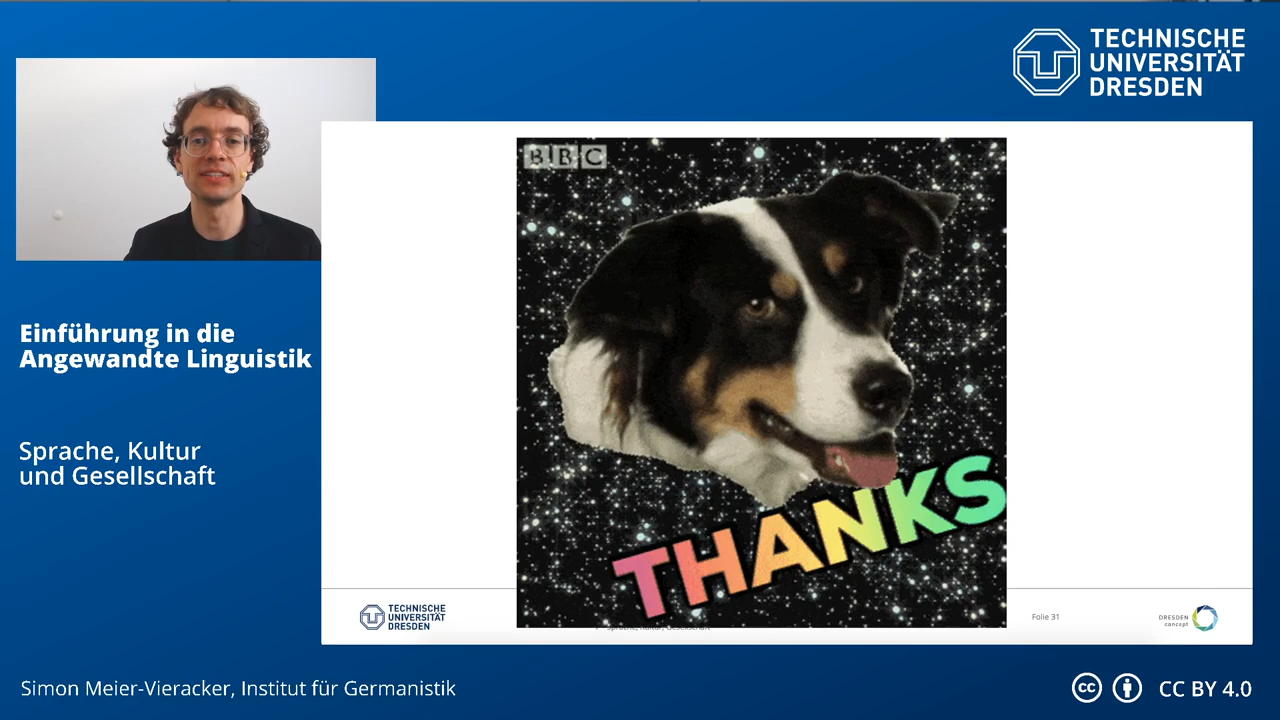 TECHNISCHE
UNIVERSITÄT
DRESDEN
BBC
THANKS
Einführung in die
Angewandte Linguistik
Sprache, Kultur
und Gesellschaft
TECHNISCHE
UNIVERSITÄT
DRESDEN
Folie 31
DRESDEN
concept
Simon Meier-Vieracker, Institut für Germanistik
CC BY 4.0